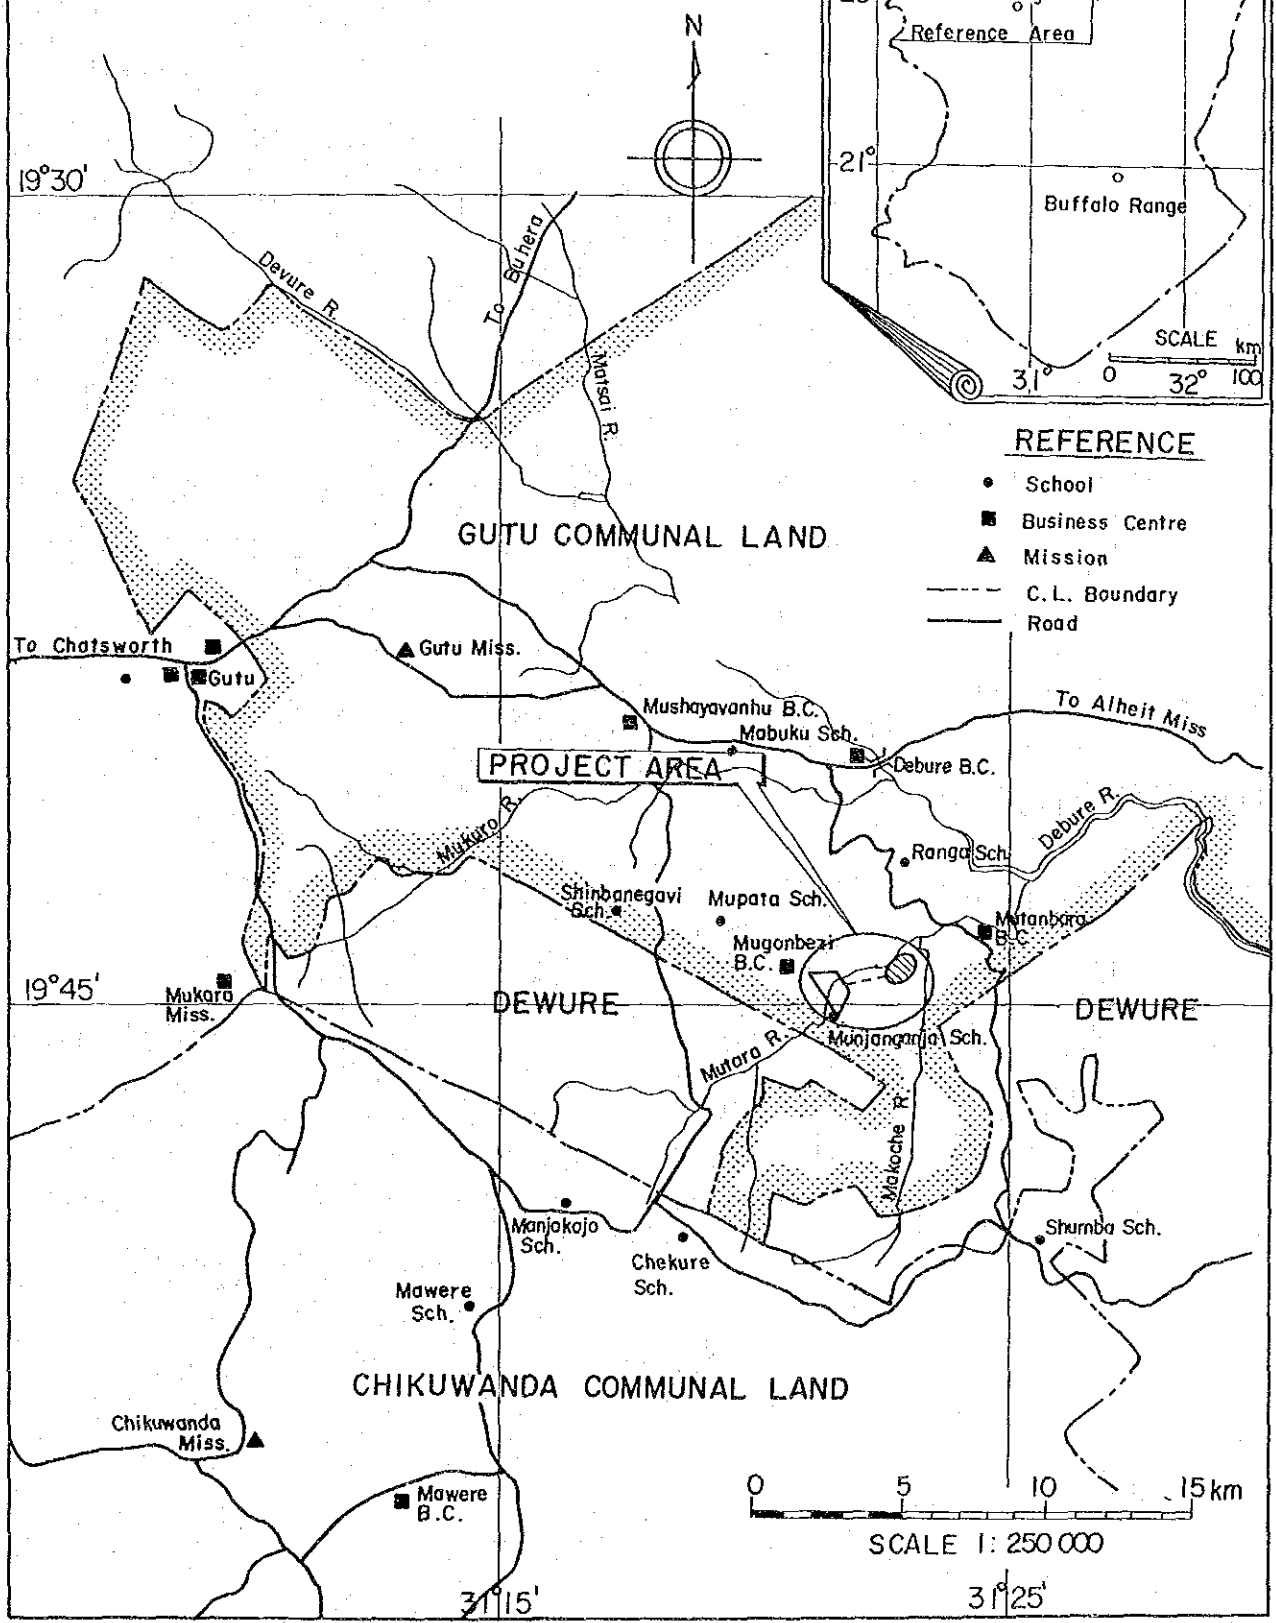 N
Reference Area
21°
Buffalo Range
SCALE km
0 100
31° 32°
19°30'
Devure R.
To Buhera
Matsai R.
REFERENCE
School
Business Centre
Mission
C.L. Boundary
Road
GUTU COMMUNAL LAND
To Chatsworth
Gutu
Gutu Miss.
Mushayavanhu B.C.
Mabuku Sch.
Debure B.C.
To Alheit Miss
PROJECT AREA
Mukuro R.
Debure R.
Ranga Sch.
Shinbanegavi
Sch.
Mupata Sch.
Mugonbezi
B.C.
Mutanbara
B.C.
19°45'
Mukaro
Miss.
DEWURE
DEWURE
Munjanganja Sch.
Mutara R.
Makoche R.
Manjokojo
Sch.
Chekure
Sch.
Shumba Sch.
Mawere
Sch.
CHIKUWANDA COMMUNAL LAND
Chikuwanda
Miss.
Mawere
B.C.
0 5 10 15 km
SCALE 1: 250 000
31°15'
31°25'